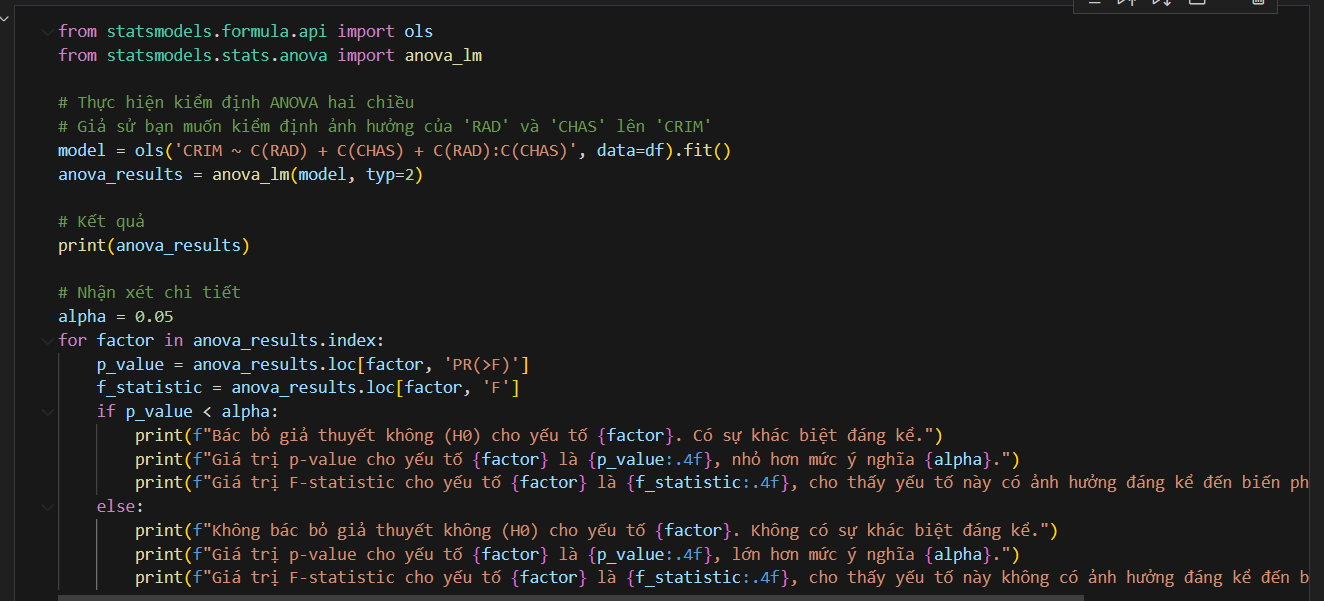 from statsmodels.formula.api import ols
from statsmodels.stats.anova import anova_lm
# Thực hiện kiểm định ANOVA hai chiều
# Giả sử bạn muốn kiểm định ảnh hưởng của 'RAD' và 'CHAS' lên 'CRIM'
model = ols('CRIM ~ C(RAD) + C(CHAS) + C(RAD):C(CHAS)', data=df).fit()
anova_results = anova_lm(model, typ=2)
# Kết quả
print(anova_results)
# Nhận xét chi tiết
alpha = 0.05
for factor in anova_results.index:
    p_value = anova_results.loc[factor, 'PR(>F)']
    f_statistic = anova_results.loc[factor, 'F']
    if p_value < alpha:
        print(f"Bác bỏ giả thuyết không (H0) cho yếu tố {factor}. Có sự khác biệt đáng kể.")
        print(f"Giá trị p-value cho yếu tố {factor} là {p_value:.4f}, nhỏ hơn mức ý nghĩa {alpha}.")
        print(f"Giá trị F-statistic cho yếu tố {factor} là {f_statistic:.4f}, cho thấy yếu tố này có ảnh hưởng đáng kể đến biến ph
    else:
        print(f"Không bác bỏ giả thuyết không (H0) cho yếu tố {factor}. Không có sự khác biệt đáng kể.")
        print(f"Giá trị p-value cho yếu tố {factor} là {p_value:.4f}, lớn hơn mức ý nghĩa {alpha}.")
        print(f"Giá trị F-statistic cho yếu tố {factor} là {f_statistic:.4f}, cho thấy yếu tố này không có ảnh hưởng đáng kể đến b